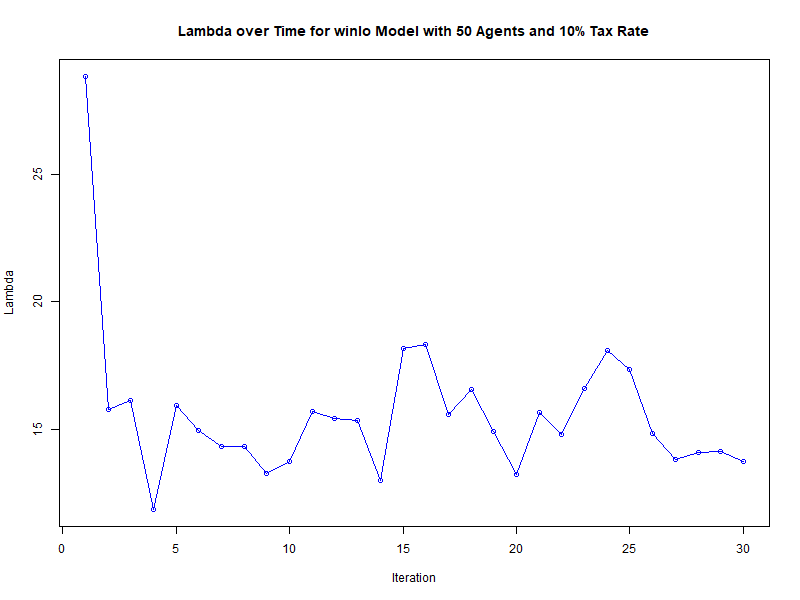 Lambda over Time for winlo Model with 50 Agents and 10% Tax Rate
25
20
15
Lambda
0 5 10 15 20 25 30
Iteration